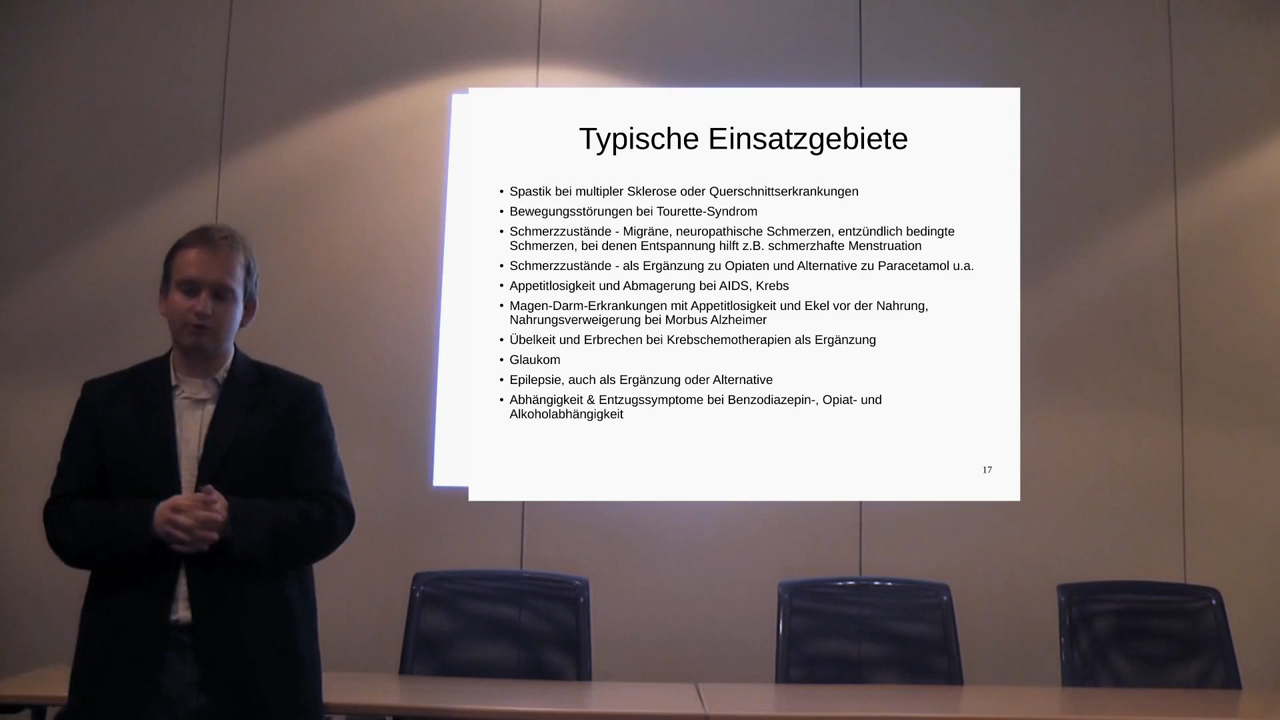 Typische Einsatzgebiete
• Spastik bei multipler Sklerose oder Querschnittserkrankungen
• Bewegungsstörungen bei Tourette-Syndrom
• Schmerzzustände - Migräne, neuropathische Schmerzen, entzündlich bedingte
Schmerzen, bei denen Entspannung hilft z.B. schmerzhafte Menstruation
• Schmerzzustände - als Ergänzung zu Opiaten und Alternative zu Paracetamol u.a.
• Appetitlosigkeit und Abmagerung bei AIDS, Krebs
• Magen-Darm-Erkrankungen mit Appetitlosigkeit und Ekel vor der Nahrung,
Nahrungsverweigerung bei Morbus Alzheimer
• Übelkeit und Erbrechen bei Krebschemotherapien als Ergänzung
• Glaukom
• Epilepsie, auch als Ergänzung oder Alternative
• Abhängigkeit & Entzugssymptome bei Benzodiazepin-, Opiat- und
Alkoholabhängigkeit
17